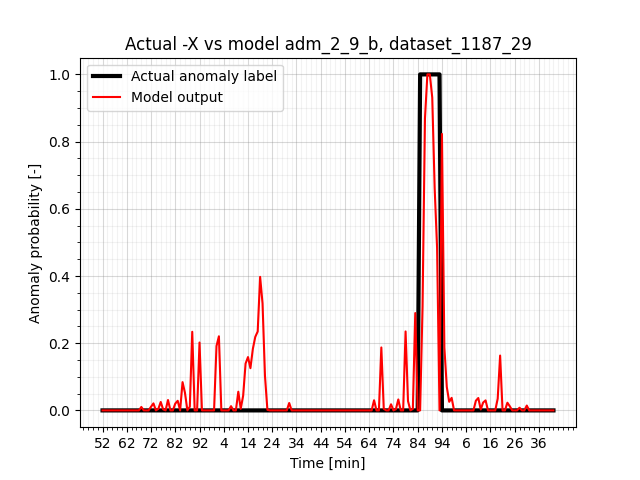 Actual -X vs model adm_2_9_b, dataset_1187_29
Actual anomaly label
Model output
Anomaly probability [-]
1.0
0.8
0.6
0.4
0.2
0.0
52 62 72 82 92 4 14 24 34 44 54 64 74 84 94 6 16 26 36
Time [min]